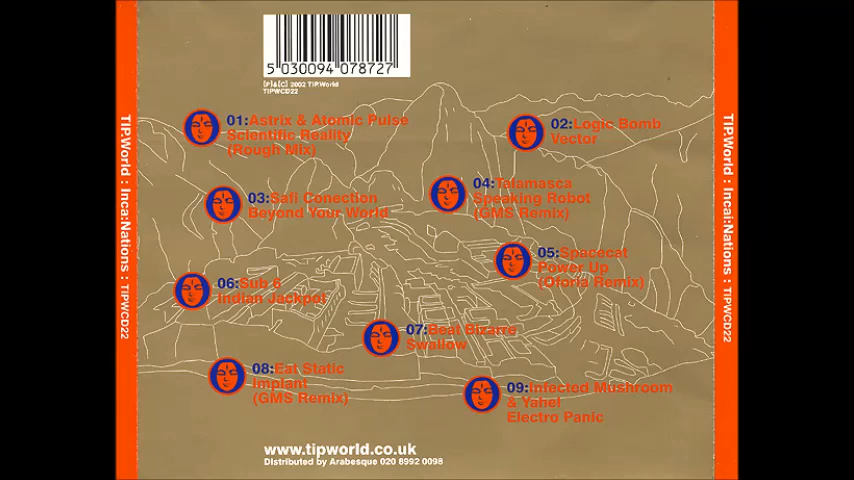 5 030094 078727
(P)&(C) 2002 TIP.World
TIPWCD22
01:Astrix & Atomic Pulse
Scientific Reality
(Rough Mix)
02:Logic Bomb
Vector
03:Safi Conection
Beyond Your World
04:Talamasca
Speaking Robot
(GMS Remix)
05:Spacecat
Power Up
(Oforia Remix)
06:Sub 6
Indian Jackpot
07:Beat Bizarre
Swallow
08:Eat Static
Implant
(GMS Remix)
09:Infected Mushroom
& Yahel
Electro Panic
www.tipworld.co.uk
Distributed by Arabesque 020 8992 0098
TIP.World : Inca:Nations : TIPWCD22
TIP.World : Incai:Nations : TIPWCD22